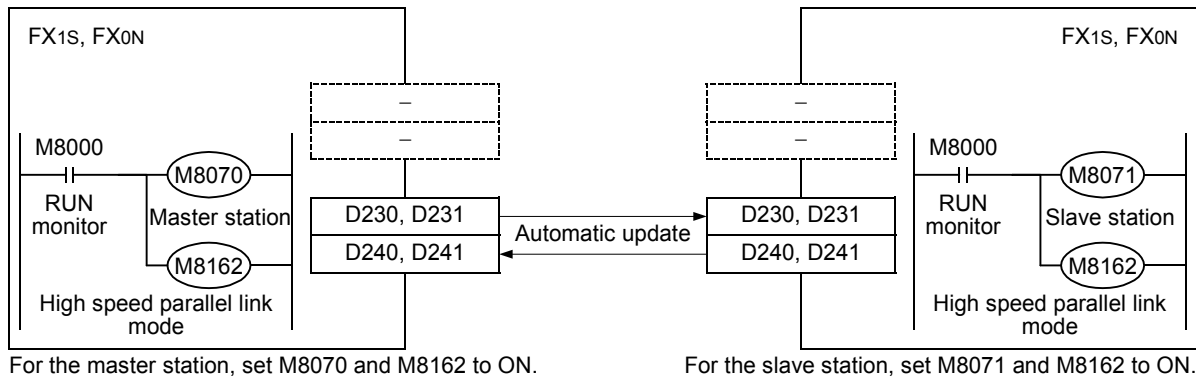 FX1S, FX0N
–
–
M8000
M8070
RUN monitor
Master station
M8162
High speed parallel link mode
D230, D231
D240, D241
Automatic update
FX1S, FX0N
–
–
D230, D231
D240, D241
M8000
M8071
RUN monitor
Slave station
M8162
High speed parallel link mode
For the master station, set M8070 and M8162 to ON.
For the slave station, set M8071 and M8162 to ON.